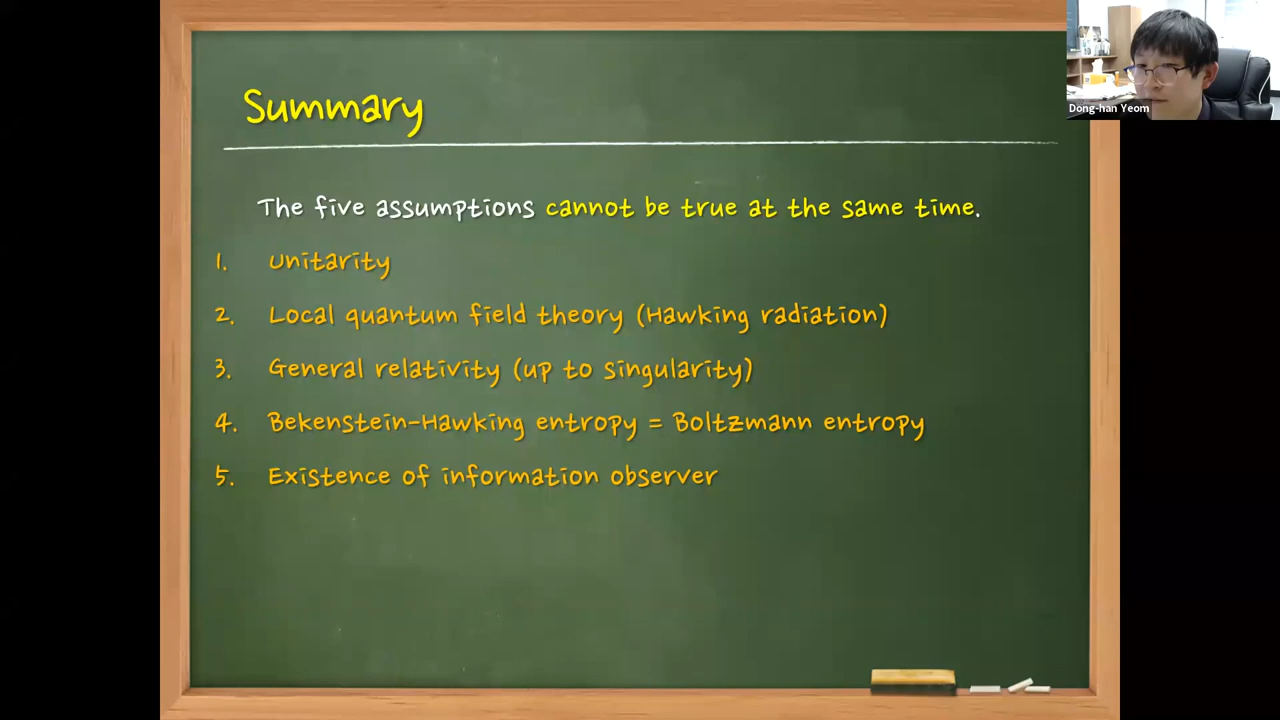 Summary
Dong-han Yeom
The five assumptions cannot be true at the same time.
1. Unitarity
2. Local quantum field theory (Hawking radiation)
3. General relativity (up to singularity)
4. Bekenstein-Hawking entropy = Boltzmann entropy
5. Existence of information observer